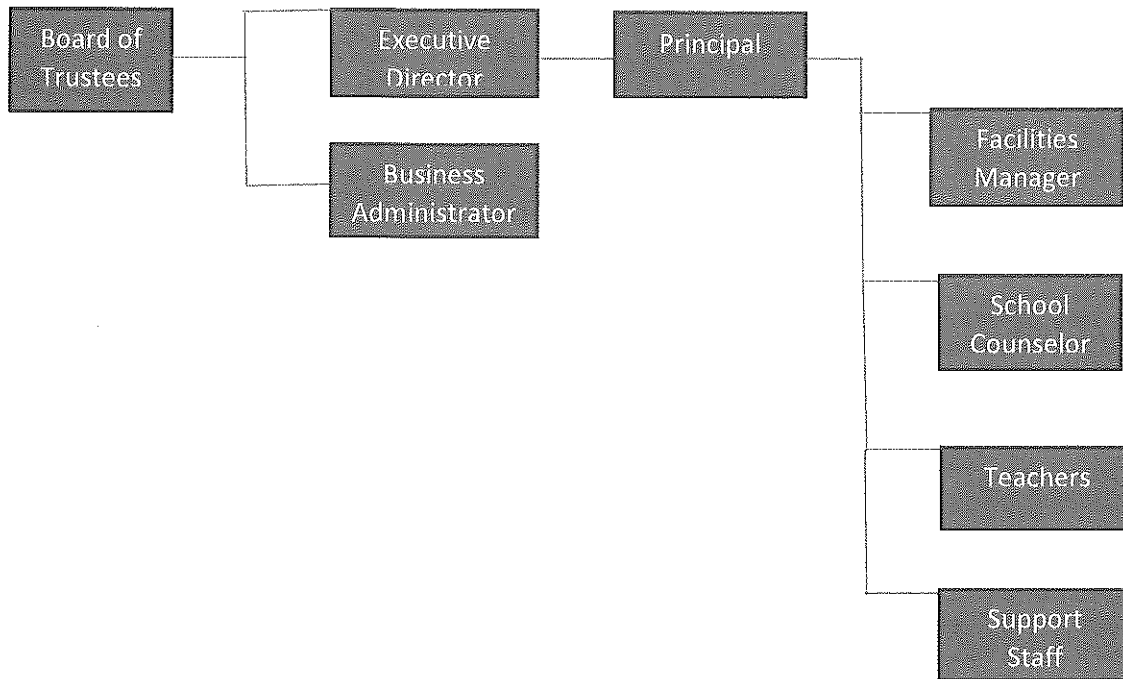 Board of
Trustees
Executive
Director
Principal
Business
Administrator
Facilities
Manager
School
Counselor
Teachers
Support
Staff